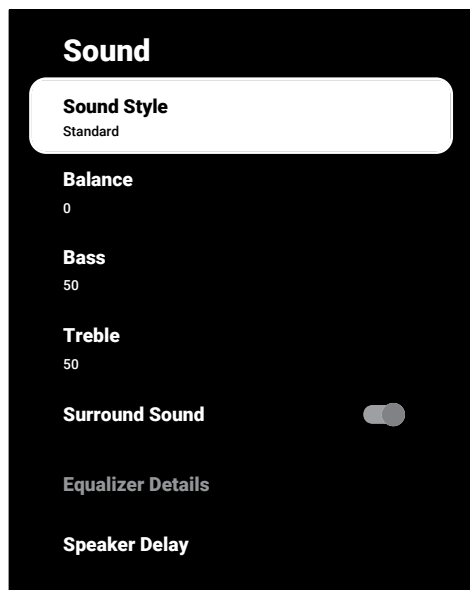 Sound
Sound Style
Standard
Balance
0
Bass
50
Treble
50
Surround Sound
Equalizer Details
Speaker Delay